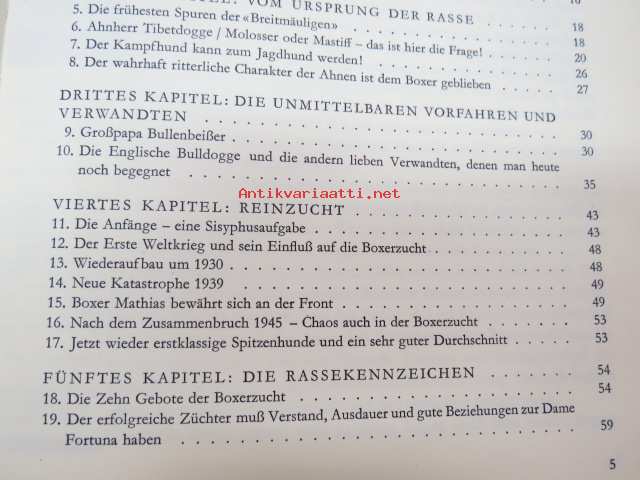 VOM URSPRUNG DER RASSE . . . . . . . . . . .
5. Die frühesten Spuren der «Breitmäuligen» . . . . . . . . . . . 18
6. Ahnherr Tibetdogge / Molosser oder Mastiff – das ist hier die Frage! . . . . 18
7. Der Kampfhund kann zum Jagdhund werden! . . . . . . . . . . 20
8. Der wahrhaft ritterliche Charakter der Ahnen ist dem Boxer geblieben 26
27
DRITTES KAPITEL: DIE UNMITTELBAREN VORFAHREN UND
VERWANDTEN . . . . . . . . . . . . . . . . . . 30
9. Großpapa Bullenbeißer . . . . . . . . . . . . . . . . 30
10. Die Englische Bulldogge und die andern lieben Verwandten, denen man heute
noch begegnet . . . . . . . . . . . . . . . . . . 35
Antikvariaatti.net
VIERTES KAPITEL: REINZUCHT . . . . . . . . . . . . . 43
11. Die Anfänge – eine Sisyphusaufgabe . . . . . . . . . . . . . 43
12. Der Erste Weltkrieg und sein Einfluß auf die Boxerzucht . . . . . . . 48
13. Wiederaufbau um 1930 . . . . . . . . . . . . . . . . . 48
14. Neue Katastrophe 1939 . . . . . . . . . . . . . . . . . 49
15. Boxer Mathias bewährt sich an der Front . . . . . . . . . . . . 49
16. Nach dem Zusammenbruch 1945 – Chaos auch in der Boxerzucht . . . . . 53
17. Jetzt wieder erstklassige Spitzenhunde und ein sehr guter Durchschnitt . . . . 53
FÜNFTES KAPITEL: DIE RASSEKENNZEICHEN . . . . . . . 54
18. Die Zehn Gebote der Boxerzucht . . . . . . . . . . . . . . 54
19. Der erfolgreiche Züchter muß Verstand, Ausdauer und gute Beziehungen zur Dame
Fortuna haben . . . . . . . . . . . . . . . . . . . 59
5